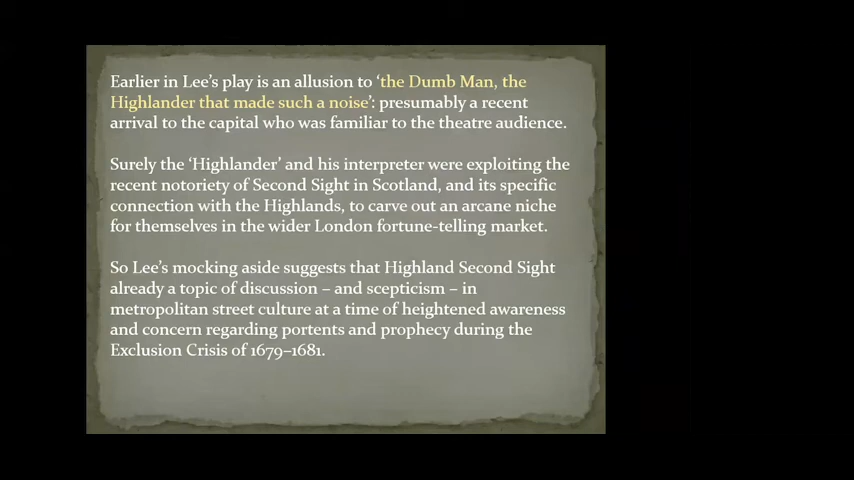 Earlier in Lee's play is an allusion to ‘the Dumb Man, the
Highlander that made such a noise’: presumably a recent
arrival to the capital who was familiar to the theatre audience.
Surely the ‘Highlander’ and his interpreter were exploiting the
recent notoriety of Second Sight in Scotland, and its specific
connection with the Highlands, to carve out an arcane niche
for themselves in the wider London fortune-telling market.
So Lee's mocking aside suggests that Highland Second Sight
already a topic of discussion – and scepticism – in
metropolitan street culture at a time of heightened awareness
and concern regarding portents and prophecy during the
Exclusion Crisis of 1679–1681.